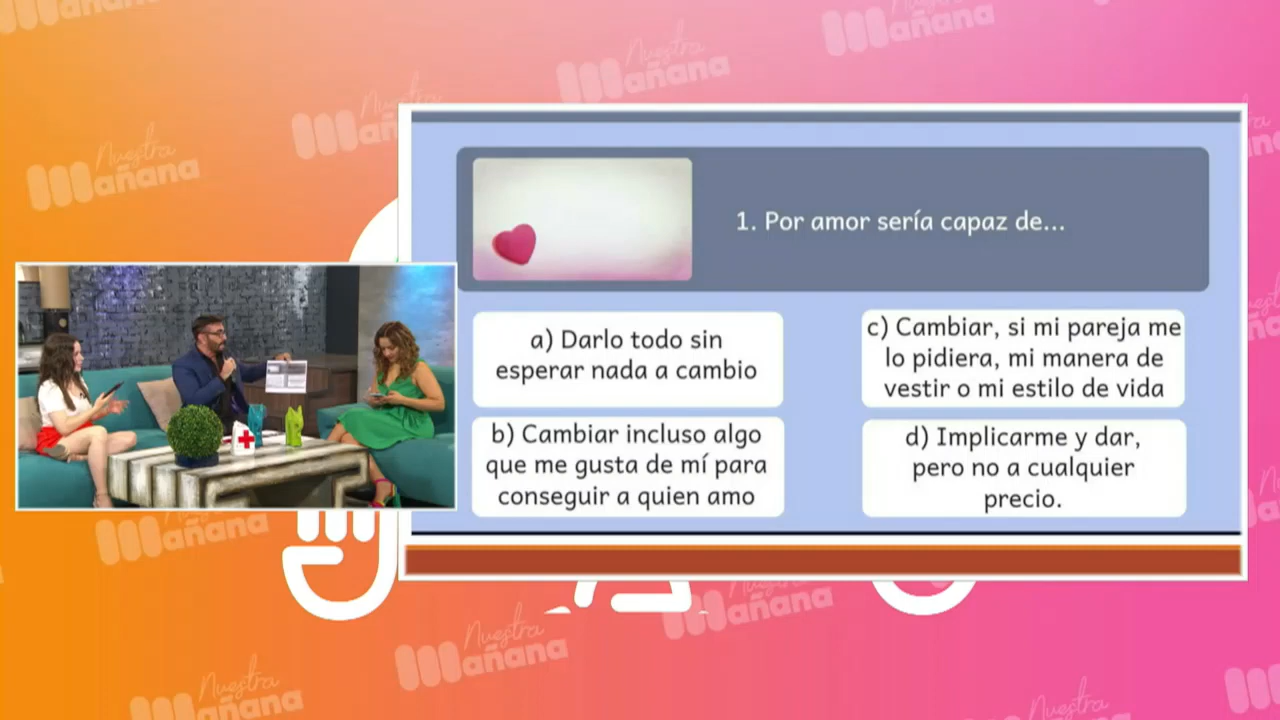 Nuestra
Mañana
1. Por amor sería capaz de...
a) Darlo todo sin
esperar nada a cambio
c) Cambiar, si mi pareja me
lo pidiera, mi manera de
vestir o mi estilo de vida
b) Cambiar incluso algo
que me gusta de mí para
conseguir a quien amo
d) Implicarme y dar,
pero no a cualquier
precio.